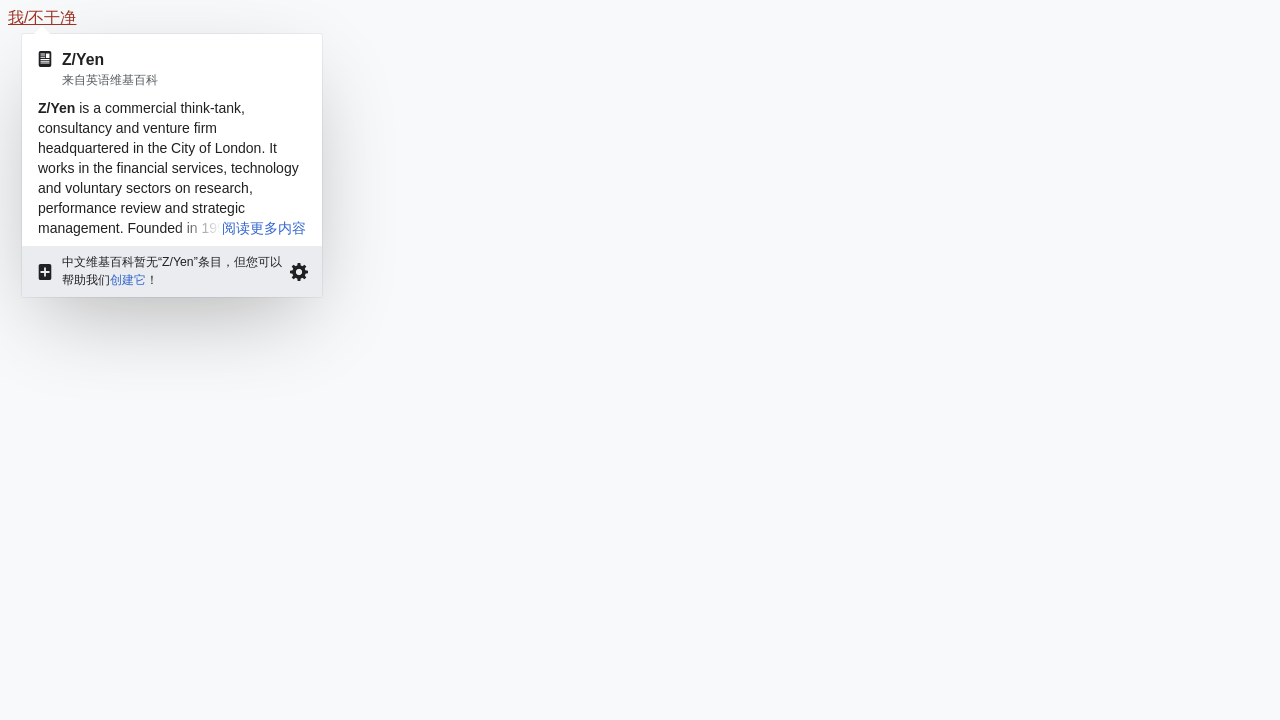 我/不干净
Z/Yen
来自英语维基百科
Z/Yen is a commercial think-tank,
consultancy and venture firm
headquartered in the City of London. It
works in the financial services, technology
and voluntary sectors on research,
performance review and strategic
management. Founded in 19 阅读更多内容
中文维基百科暂无“Z/Yen”条目，但您可以
帮助我们创建它！